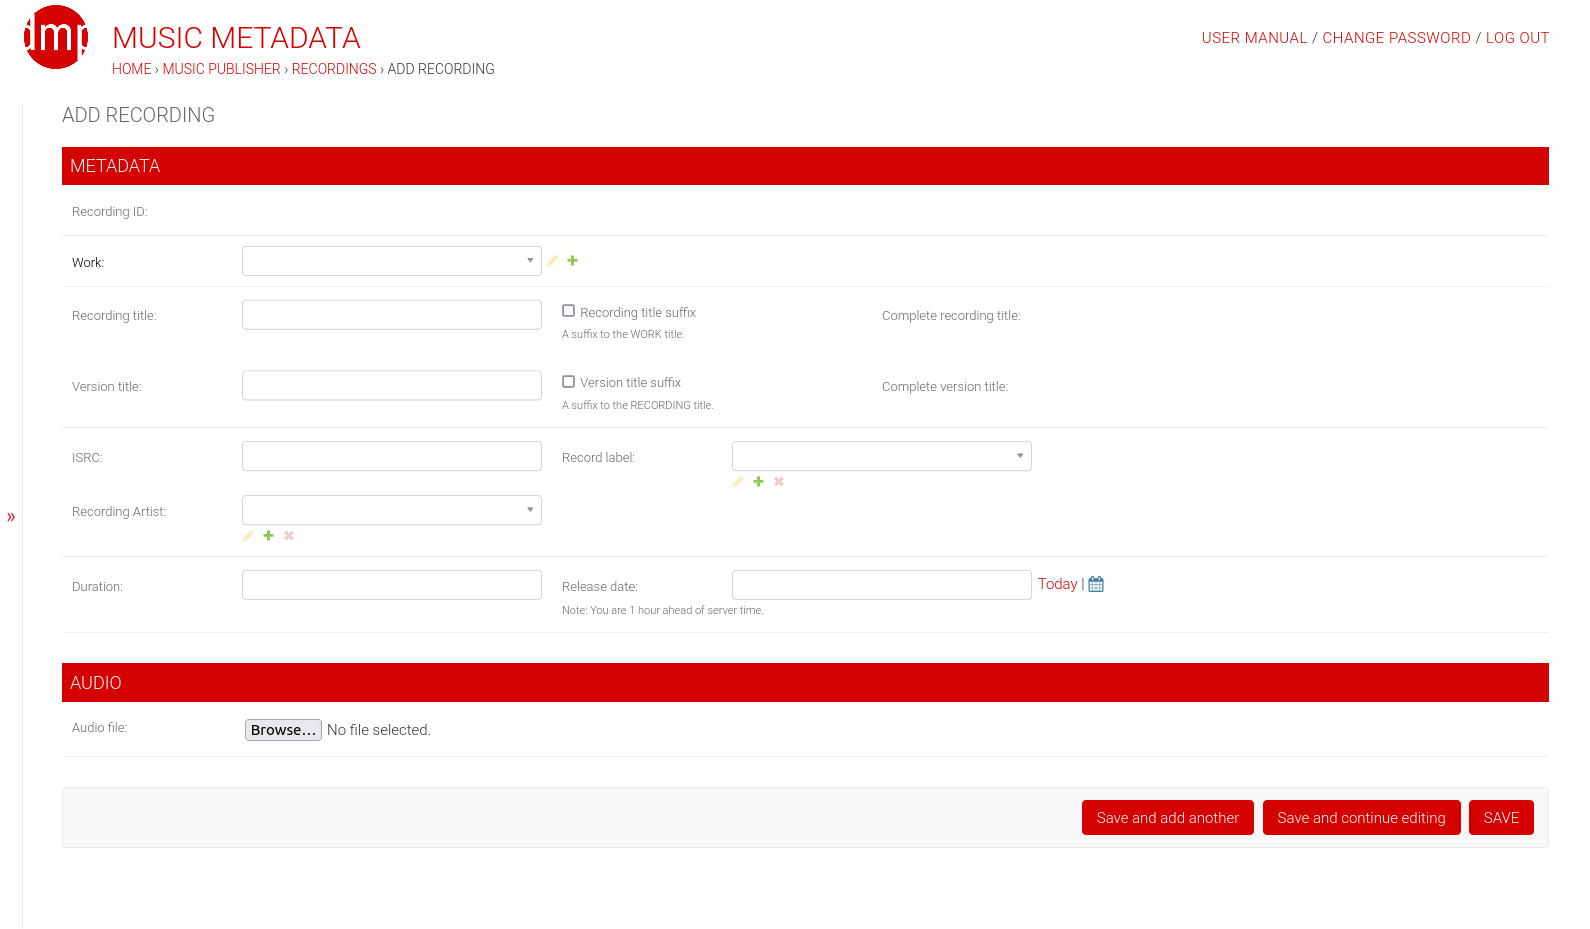 dmp
MUSIC METADATA
USER MANUAL / CHANGE PASSWORD / LOG OUT
HOME › MUSIC PUBLISHER › RECORDINGS › ADD RECORDING
ADD RECORDING
METADATA
Recording ID:
Work:
Recording title:
Recording title suffix
A suffix to the WORK title.
Complete recording title:
Version title:
Version title suffix
A suffix to the RECORDING title.
Complete version title:
ISRC:
Record label:
Recording Artist:
»
Duration:
Release date:
Today |
Note: You are 1 hour ahead of server time.
AUDIO
Audio file:
Browse… No file selected.
Save and add another
Save and continue editing
SAVE